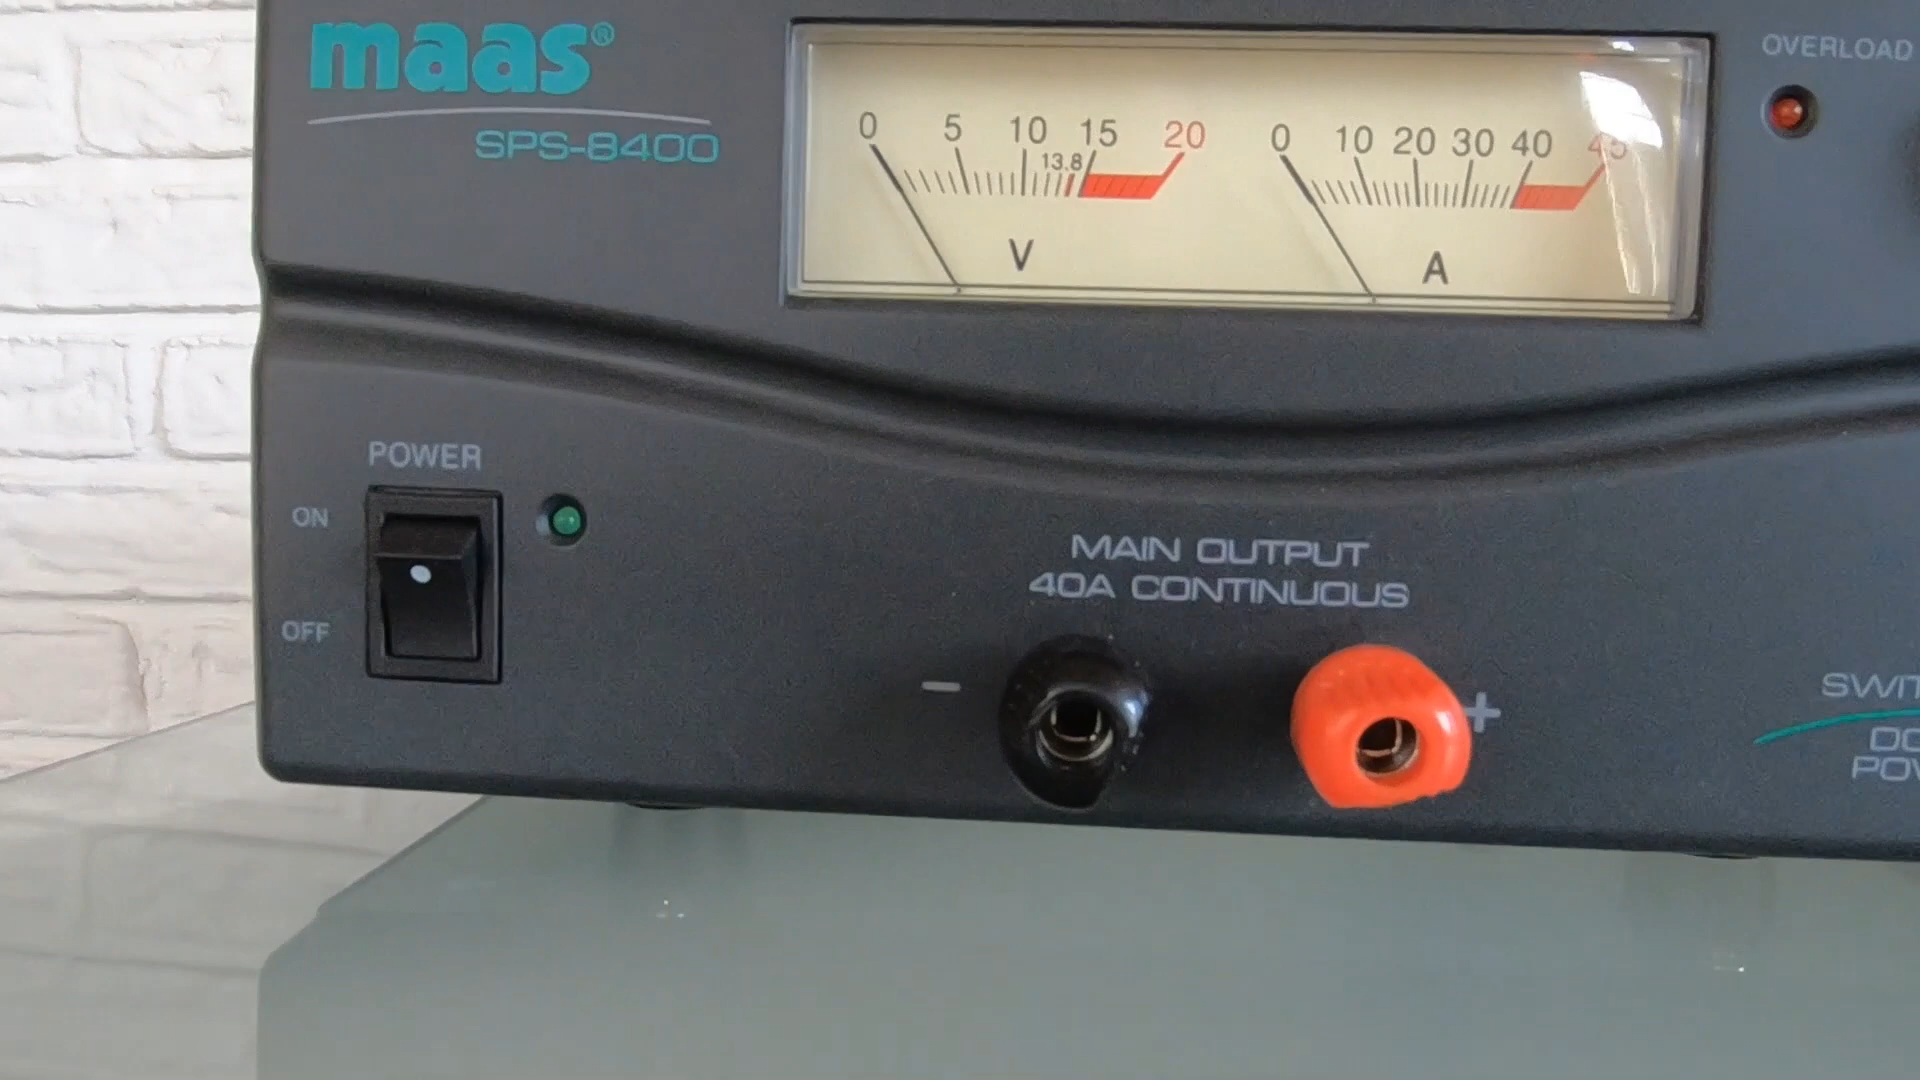 maas®
SPS-8400
0 5 10 15 20
13,8
V
0 10 20 30 40 45
A
OVERLOAD
POWER
ON
OFF
MAIN OUTPUT
40A CONTINUOUS
- +